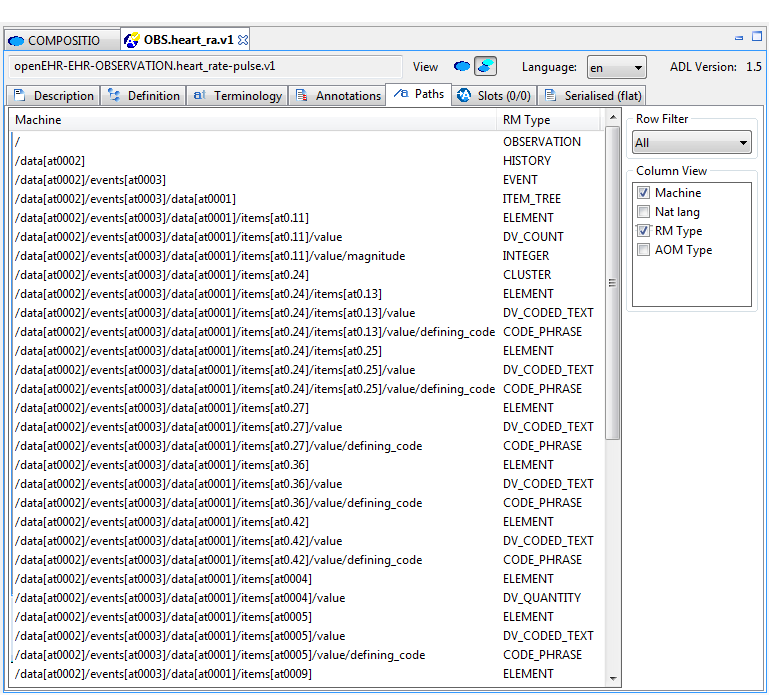 COMPOSITIO OBS.heart_ra.v1
openEHR-EHR-OBSERVATION.heart_rate-pulse.v1 View Language: en ADL Version: 1.5
Description Definition Terminology Annotations Paths Slots (0/0) Serialised (flat)
Machine RM Type
/ OBSERVATION
/data[at0002] HISTORY
/data[at0002]/events[at0003] EVENT
/data[at0002]/events[at0003]/data[at0001] ITEM_TREE
/data[at0002]/events[at0003]/data[at0001]/items[at0.11] ELEMENT
/data[at0002]/events[at0003]/data[at0001]/items[at0.11]/value DV_COUNT
/data[at0002]/events[at0003]/data[at0001]/items[at0.11]/value/magnitude INTEGER
/data[at0002]/events[at0003]/data[at0001]/items[at0.24] CLUSTER
/data[at0002]/events[at0003]/data[at0001]/items[at0.24]/items[at0.13] ELEMENT
/data[at0002]/events[at0003]/data[at0001]/items[at0.24]/items[at0.13]/value DV_CODED_TEXT
/data[at0002]/events[at0003]/data[at0001]/items[at0.24]/items[at0.13]/value/defining_code CODE_PHRASE
/data[at0002]/events[at0003]/data[at0001]/items[at0.24]/items[at0.25] ELEMENT
/data[at0002]/events[at0003]/data[at0001]/items[at0.24]/items[at0.25]/value DV_CODED_TEXT
/data[at0002]/events[at0003]/data[at0001]/items[at0.24]/items[at0.25]/value/defining_code CODE_PHRASE
/data[at0002]/events[at0003]/data[at0001]/items[at0.27] ELEMENT
/data[at0002]/events[at0003]/data[at0001]/items[at0.27]/value DV_CODED_TEXT
/data[at0002]/events[at0003]/data[at0001]/items[at0.27]/value/defining_code CODE_PHRASE
/data[at0002]/events[at0003]/data[at0001]/items[at0.36] ELEMENT
/data[at0002]/events[at0003]/data[at0001]/items[at0.36]/value DV_CODED_TEXT
/data[at0002]/events[at0003]/data[at0001]/items[at0.36]/value/defining_code CODE_PHRASE
/data[at0002]/events[at0003]/data[at0001]/items[at0.42] ELEMENT
/data[at0002]/events[at0003]/data[at0001]/items[at0.42]/value DV_CODED_TEXT
/data[at0002]/events[at0003]/data[at0001]/items[at0.42]/value/defining_code CODE_PHRASE
/data[at0002]/events[at0003]/data[at0001]/items[at0004] ELEMENT
/data[at0002]/events[at0003]/data[at0001]/items[at0004]/value DV_QUANTITY
/data[at0002]/events[at0003]/data[at0001]/items[at0005] ELEMENT
/data[at0002]/events[at0003]/data[at0001]/items[at0005]/value DV_CODED_TEXT
/data[at0002]/events[at0003]/data[at0001]/items[at0005]/value/defining_code CODE_PHRASE
/data[at0002]/events[at0003]/data[at0001]/items[at0009] ELEMENT
Row Filter
All
Column View
Machine
Nat lang
RM Type
AOM Type